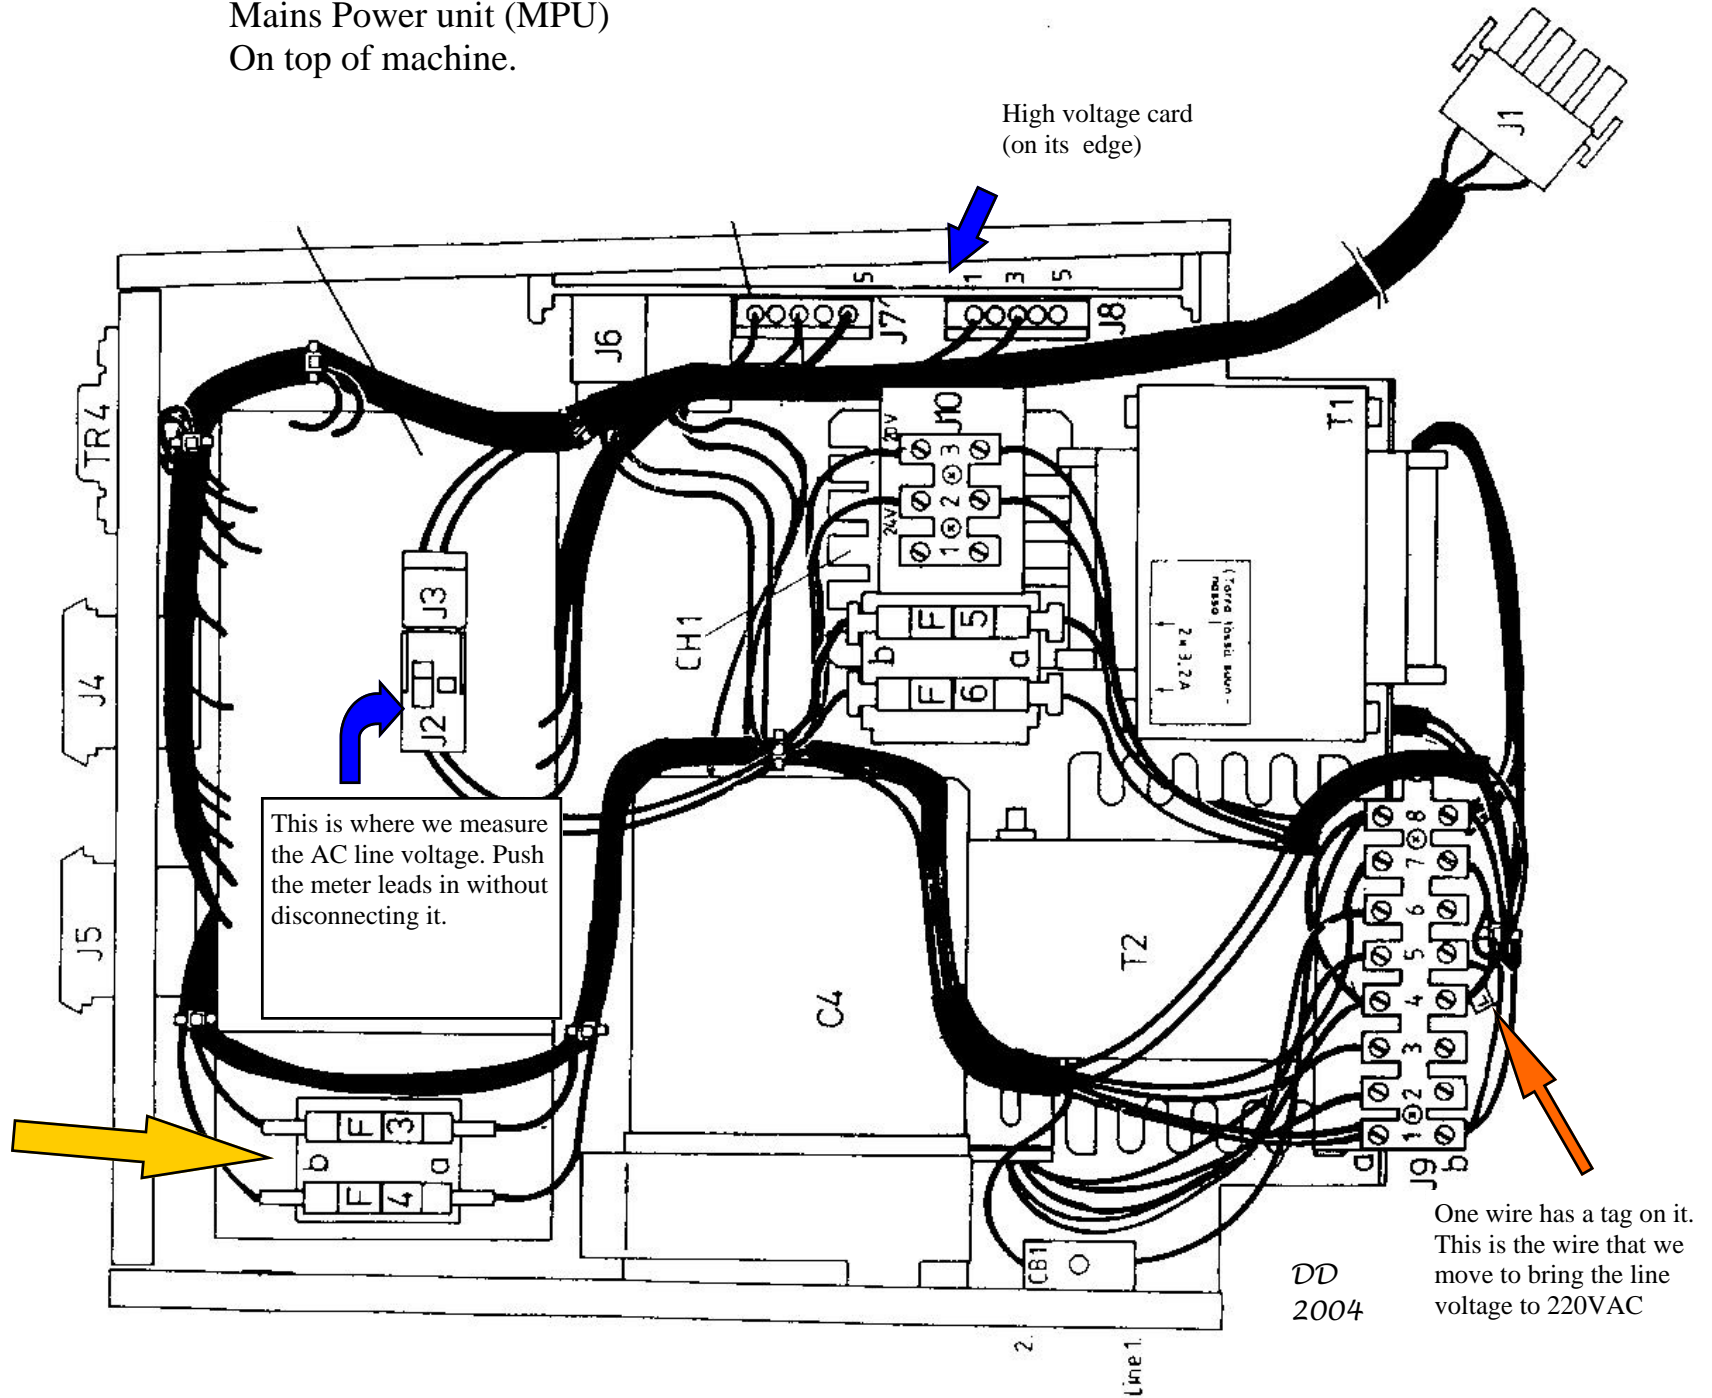 Mains Power unit (MPU)
On top of machine.
High voltage card
(on its edge)
J1
5
1
3
5
J7
J8
J6
TR4
J10
20V
3
24V
2
1
T1
J3
J2
CH1
F 5
b a
F 6
2 x 3.2 A
J4
This is where we measure
the AC line voltage. Push
the meter leads in without
disconnecting it.
J5
C4
T2
8
7
6
5
4
3
2
1
a
J9
b
F 3
b a
F 4
CB1
DD
2004
One wire has a tag on it.
This is the wire that we
move to bring the line
voltage to 220VAC
2.
Line 1.